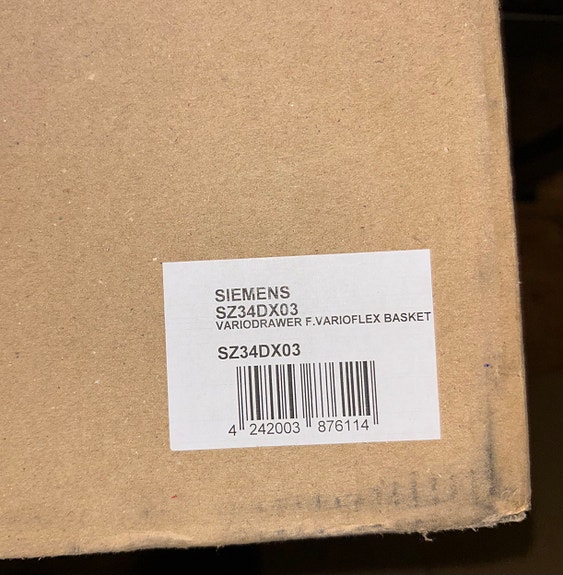 SIEMENS
SZ34DX03
VARIODRAWER F.VARIOFLEX BASKET
SZ34DX03
4 242003 876114